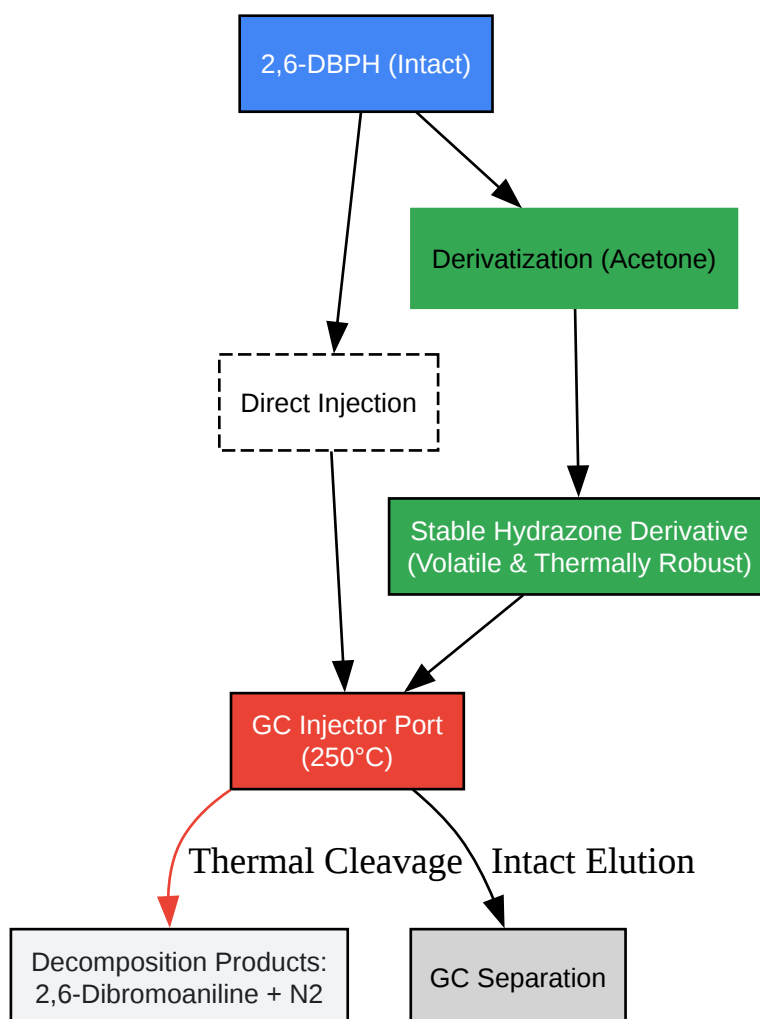 2,6-DBPH (Intact)
Derivatization (Acetone)
Direct Injection
Stable Hydrazone Derivative
(Volatile & Thermally Robust)
GC Injector Port
(250°C)
Thermal Cleavage
Intact Elution
Decomposition Products:
2,6-Dibromoaniline + N2
GC Separation